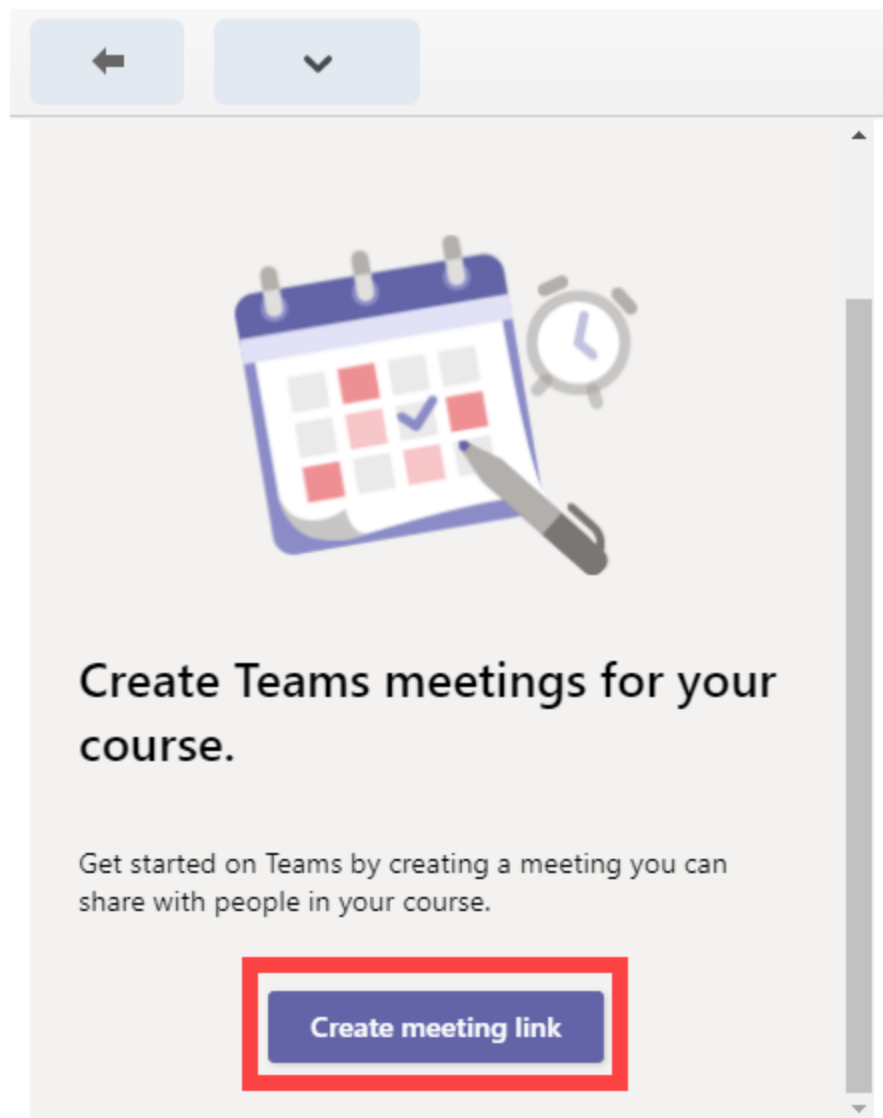 Create Teams meetings for your
course.
Get started on Teams by creating a meeting you can
share with people in your course.
Create meeting link